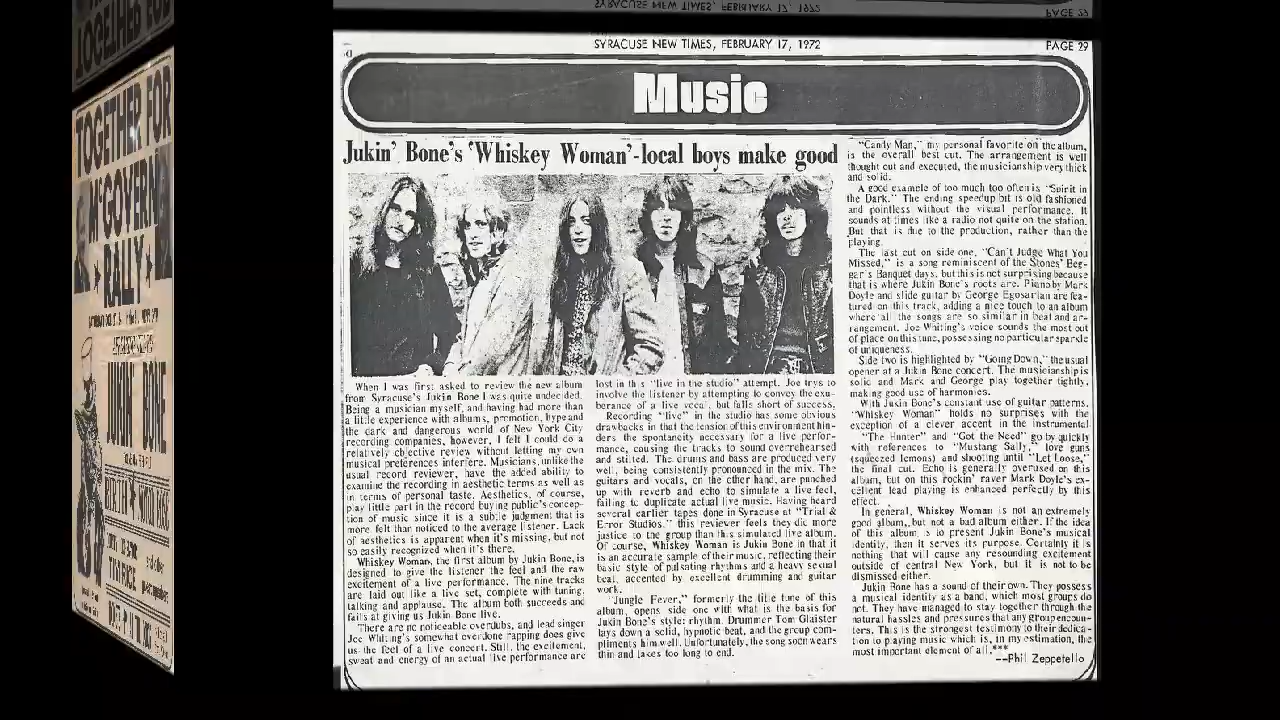 SYRACUSE NEW TIMES, FEBRUARY 17, 1972
PAGE 29
Music
Jukin' Bone's 'Whiskey Woman'-local boys make good
When I was first asked to review the new album
from Syracuse's Jukin Bone I was quite undecided.
Being a musician myself, and having had more than
a little experience with albums, promotion, hype and
the dark and dangerous world of New York City
recording companies, however, I felt I could do a
relatively objective review without letting my own
musical preferences interfere. Musicians, unlike the
usual record reviewer, have the added ability to
examine the recording in aesthetic terms as well as
in terms of personal taste. Aesthetics, of course,
play little part in the record buying public's concep-
tion of music since it is a subtle judgment that is
more felt than noticed to the average listener. Lack
of aesthetics is apparent when it's missing, but not
so easily recognized when it's there.
Whiskey Woman, the first album by Jukin Bone, is
designed to give the listener the feel and the raw
excitement of a live performance. The nine tracks
are laid out like a live set, complete with tuning,
talking and applause. The album both succeeds and
fails at giving us Jukin Bone live.
There are no noticeable overdubs, and lead singer
Joe Whiting's somewhat overdone rapping does give
us the feel of a live concert. Still, the excitement,
sweat and energy of an actual live performance are
lost in this "live in the studio" attempt. Joe trys to
involve the listener by attempting to convey the exu-
berance of a live vocal, but falls short of success.
Recording "live" in the studio has some obvious
drawbacks in that the tension of this environment hin-
ders the spontaneity necessary for a live perfor-
mance, causing the tracks to sound overrehearsed
and stilted. The drums and bass are produced very
well, being consistently pronounced in the mix. The
guitars and vocals, on the other hand, are punched
up with reverb and echo to simulate a live feel,
failing to duplicate actual live music. Having heard
several earlier tapes done in Syracuse at "Trial &
Error Studios," this reviewer feels they did more
justice to the group than this simulated live album.
Of course, Whiskey Woman is Jukin Bone in that it
is an accurate sample of their music, reflecting their
basic style of pulsating rhythms and a heavy sexual
beat, accented by excellent drumming and guitar
work.
"Jungle Fever," formerly the title tune of this
album, opens side one with what is the basis for
Jukin Bone's style: rhythm. Drummer Tom Glaister
lays down a solid, hypnotic beat, and the group com-
pliments him well. Unfortunately, the song soon wears
thin and takes too long to end.
"Candy Man," my personal favorite on the album,
is the overall best cut. The arrangement is well
thought out and executed, the musicianship very thick
and solid.
A good example of too much too often is "Spirit in
the Dark." The ending speedup bit is old fashioned
and pointless without the visual performance. It
sounds at times like a radio not quite on the station.
But that is due to the production, rather than the
playing.
The last cut on side one, "Can't Judge What You
Missed," is a song reminiscent of the Stones' Beg-
gar's Banquet days, but this is not surprising because
that is where Jukin Bone's roots are. Piano by Mark
Doyle and slide guitar by George Egosarian are fea-
tured on this track, adding a nice touch to an album
where all the songs are so similar in beat and ar-
rangement. Joe Whiting's voice sounds the most out
of place on this tune, possessing no particular sparkle
of uniqueness.
Side two is highlighted by "Going Down," the usual
opener at a Jukin Bone concert. The musicianship is
solid and Mark and George play together tightly,
making good use of harmonies.
With Jukin Bone's constant use of guitar patterns,
"Whiskey Woman" holds no surprises with the
exception of a clever accent in the instrumental
"The Hunter" and "Got the Need" go by quickly
with references to "Mustang Sally," love guns
(squeezed lemons) and shooting until "Let Loose,"
the final cut. Echo is generally overused on this
album, but on this rockin' raver Mark Doyle's ex-
cellent lead playing is enhanced perfectly by this
effect.
In general, Whiskey Woman is not an extremely
good album, but not a bad album either. If the idea
of this album is to present Jukin Bone's musical
identity, then it serves its purpose. Certainly it is
nothing that will cause any resounding excitement
outside of central New York, but it is not to be
dismissed either.
Jukin Bone has a sound of their own. They possess
a musical identity as a band, which most groups do
not. They have managed to stay together through the
natural hassles and pressures that any group encoun-
ters. This is the strongest testimony to their dedica-
tion to playing music which is, in my estimation, the
most important element of all.***
--Phil Zeppetello
TOGETHER FOR
McGOVERN
RALLY
JUKIN' BONE